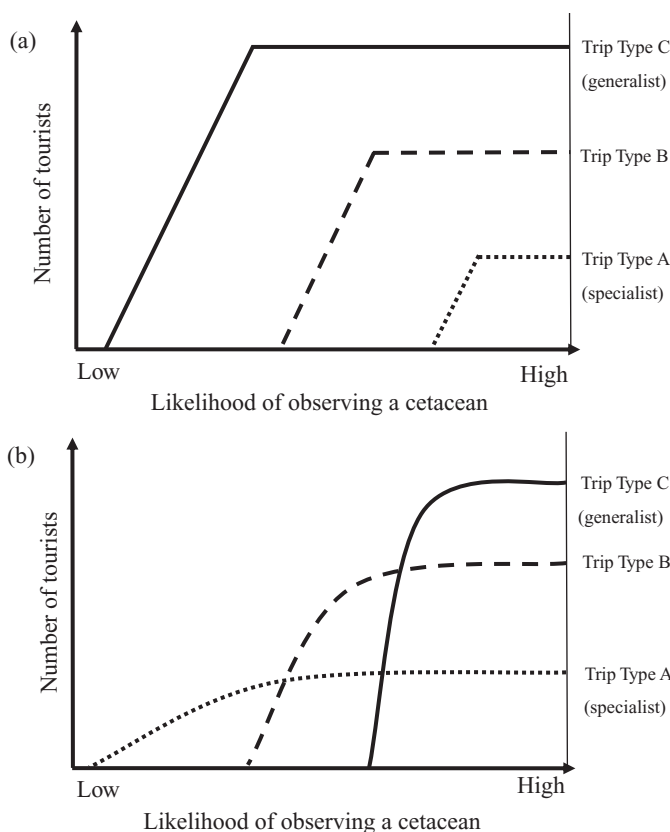 (a)
Number of tourists
Trip Type C
(generalist)
Trip Type B
Trip Type A
(specialist)
Low
High
Likelihood of observing a cetacean
(b)
Number of tourists
Trip Type C
(generalist)
Trip Type B
Trip Type A
(specialist)
Low
High
Likelihood of observing a cetacean